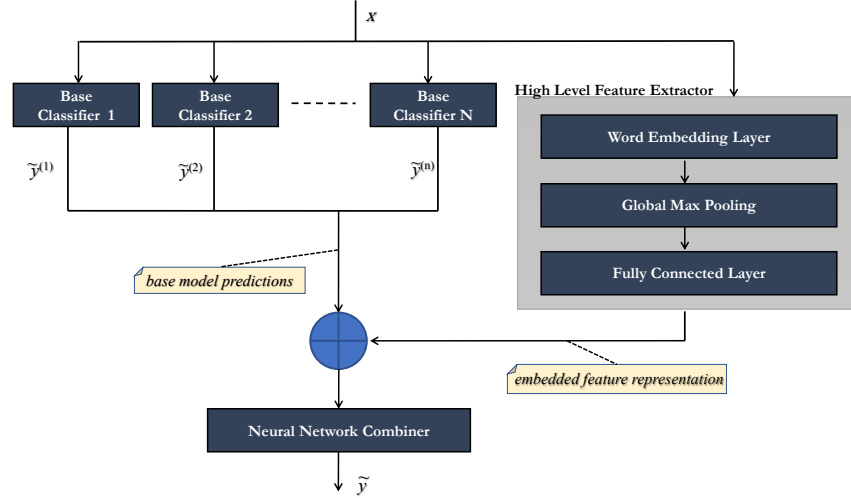 x
Base
Classifier 1
Base
Classifier 2
Base
Classifier N
High Level Feature Extractor
Word Embedding Layer
Global Max Pooling
Fully Connected Layer
ỹ⁽¹⁾
ỹ⁽²⁾
ỹ⁽ⁿ⁾
base model predictions
embedded feature representation
Neural Network Combiner
ỹ